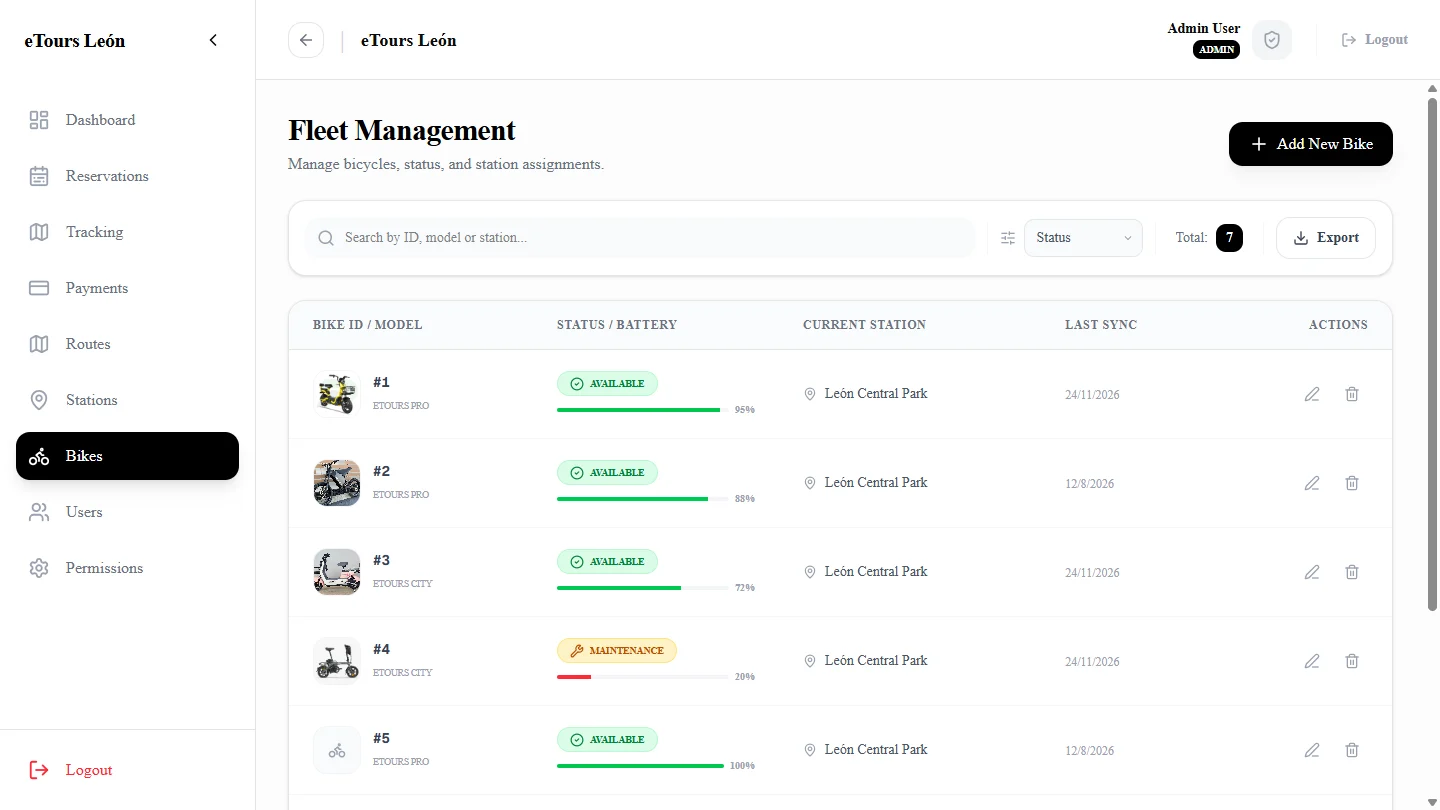 eTours León
Dashboard
Reservations
Tracking
Payments
Routes
Stations
Bikes
Users
Permissions
Logout
eTours León
Admin User
ADMIN
Logout
Fleet Management
Manage bicycles, status, and station assignments.
Add New Bike
Search by ID, model or station...
Status
Total: 7
Export
BIKE ID / MODEL STATUS / BATTERY CURRENT STATION LAST SYNC ACTIONS
#1
ETOURS PRO
AVAILABLE
95%
León Central Park
24/11/2026
#2
ETOURS PRO
AVAILABLE
88%
León Central Park
12/8/2026
#3
ETOURS CITY
AVAILABLE
72%
León Central Park
24/11/2026
#4
ETOURS CITY
MAINTENANCE
20%
León Central Park
24/11/2026
#5
ETOURS PRO
AVAILABLE
100%
León Central Park
12/8/2026